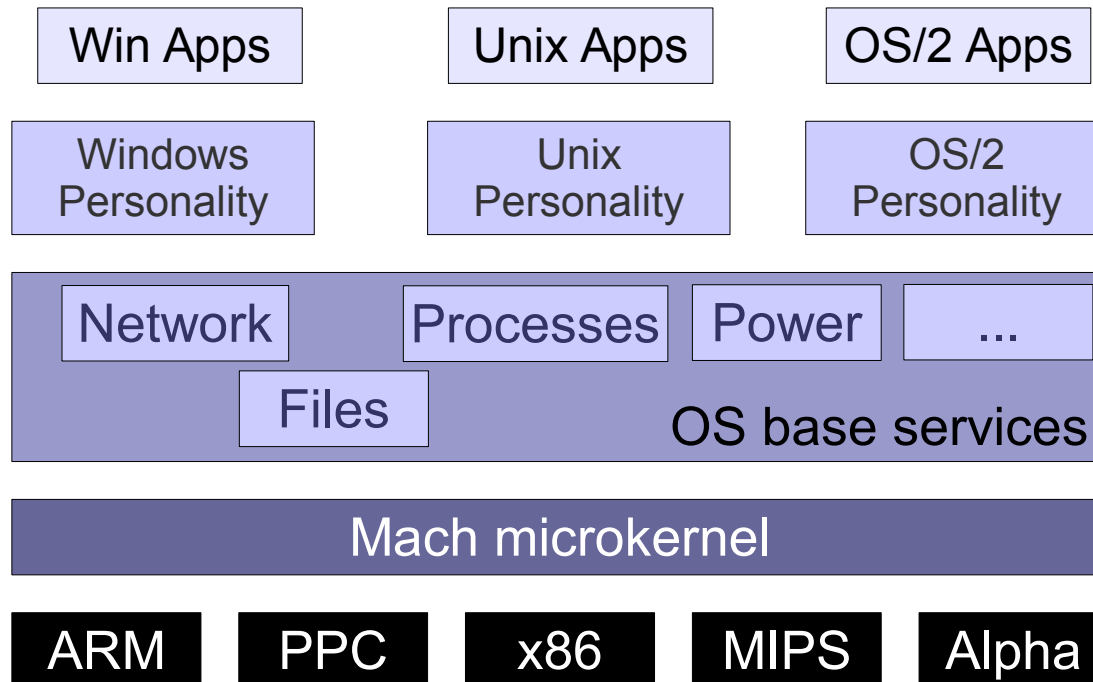 Win Apps
Unix Apps
OS/2 Apps
Windows
Personality
Unix
Personality
OS/2
Personality
Network
Processes
Power
...
Files
OS base services
Mach microkernel
ARM
PPC
x86
MIPS
Alpha